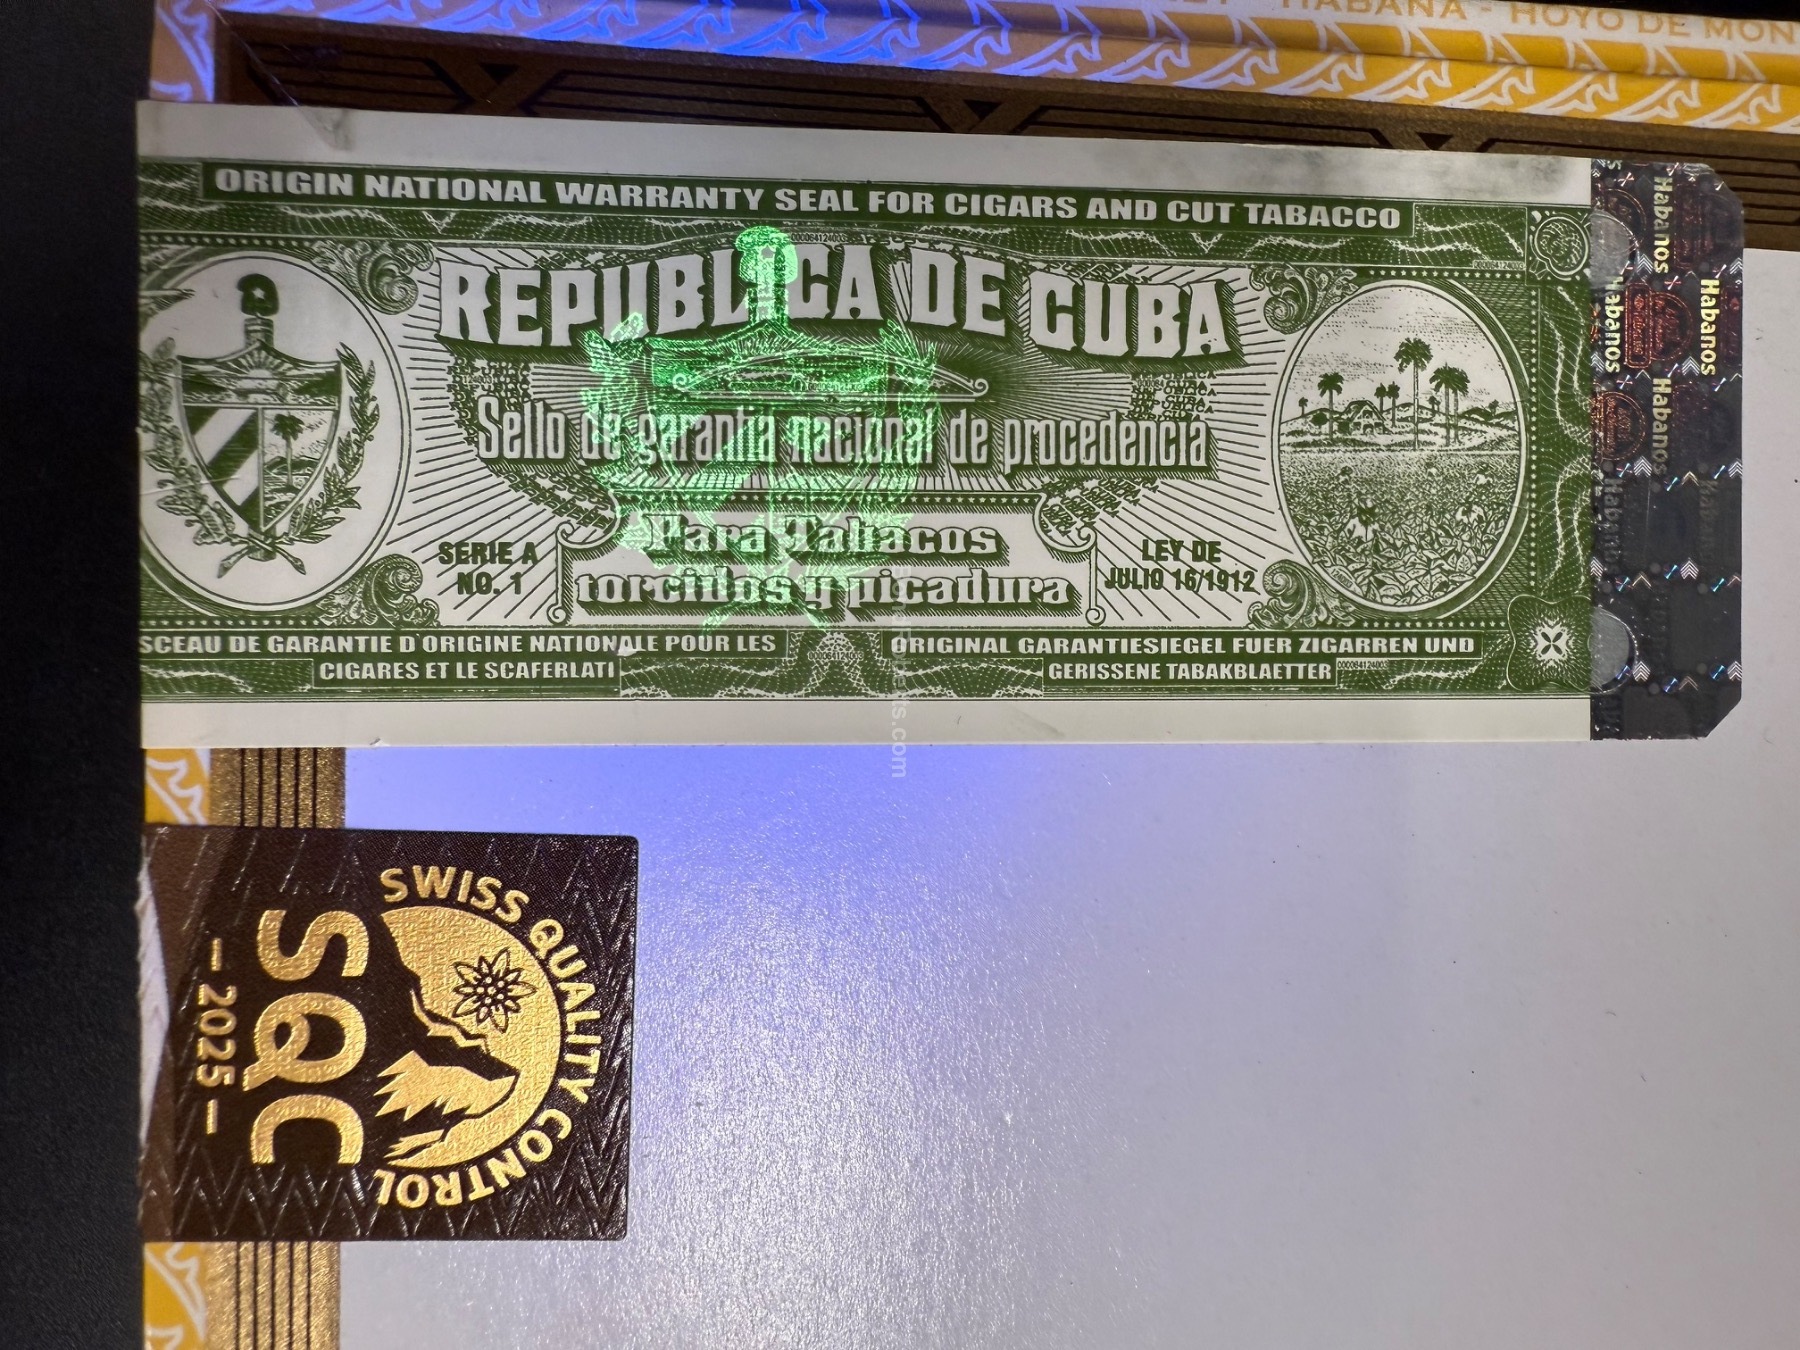 HABANA - HOYO DE MON
ORIGIN NATIONAL WARRANTY SEAL FOR CIGARS AND CUT TABACCO
REPUBLICA DE CUBA
Sello de garantia nacional de procedencia
Para Tabacos
torcidos y picadura
SERIE A
NO. 1
LEY DE
JULIO 16/1912
SCEAU DE GARANTIE D'ORIGINE NATIONALE POUR LES
CIGARES ET LE SCAFERLATI
ORIGINAL GARANTIESIEGEL FUER ZIGARREN UND
GERISSENE TABAKBLAETTER
Habanos
Habanos
Habanos
Habanos
Habanos
SWISS QUALITY CONTROL
SQC
– 2025 –